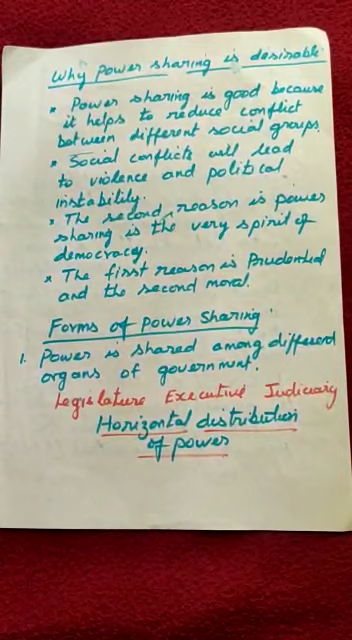 Why Power sharing is desirable.
* Power sharing is good because
it helps to reduce conflict
between different social groups.
* Social conflicts will lead
to violence and political
instability.
* The second reason is power
sharing is the very spirit of
democracy.
* The first reason is Prudential
and the second moral.
Forms of Power Sharing.
1. Power is shared among different
organs of government.
Legislature Executive Judiciary
Horizontal distribution
of power